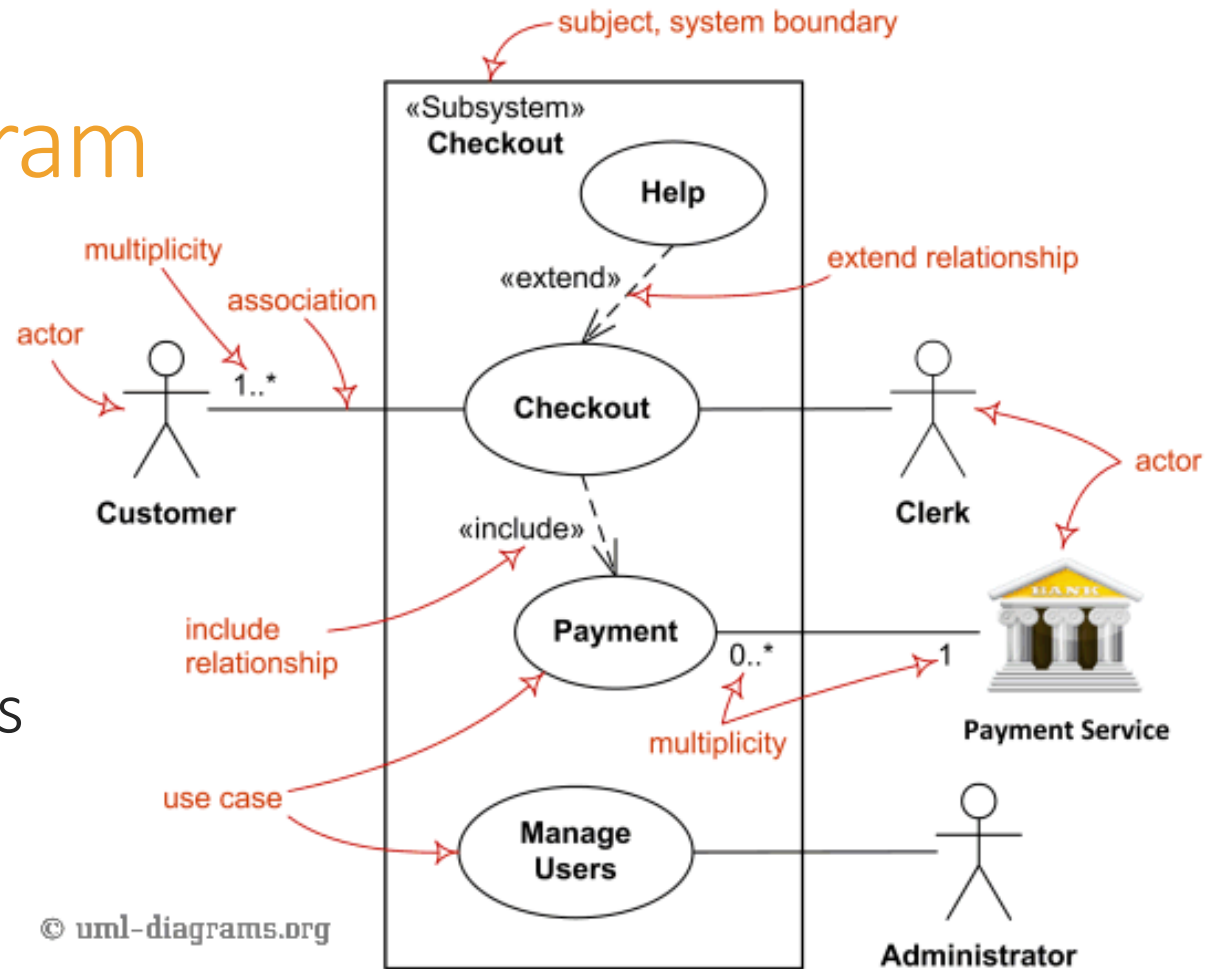 subject, system boundary
ram
«Subsystem»
Checkout
Help
multiplicity
«extend»
extend relationship
association
actor
1..*
Checkout
actor
Customer
Clerk
«include»
BANK
include
relationship
Payment
0..*
1
s
multiplicity
Payment Service
use case
Manage
Users
© uml-diagrams.org
Administrator